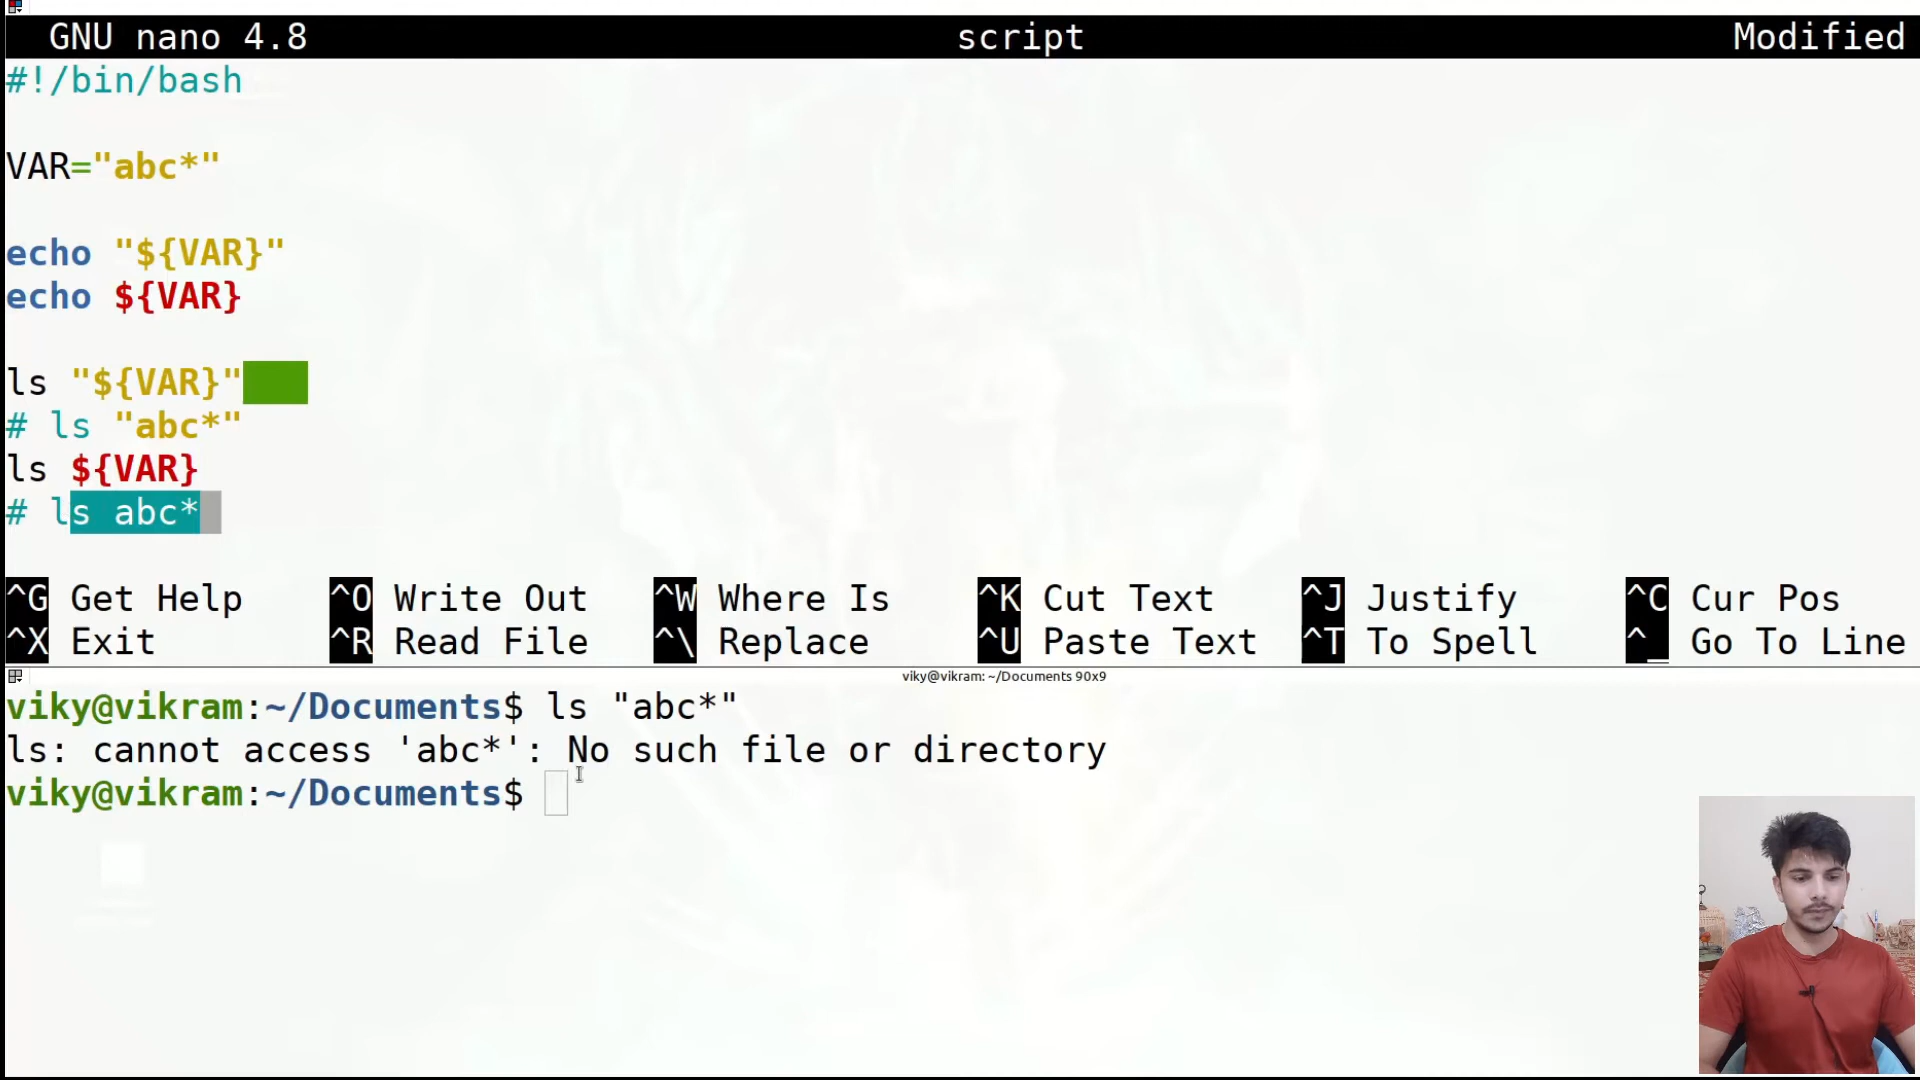 GNU nano 4.8 script Modified
#!/bin/bash
VAR="abc*"
echo "${VAR}"
echo ${VAR}
ls "${VAR}"
# ls "abc*"
ls ${VAR}
# ls abc*
^G Get Help ^O Write Out ^W Where Is ^K Cut Text ^J Justify ^C Cur Pos
^X Exit ^R Read File ^\ Replace ^U Paste Text ^T To Spell ^_ Go To Line
viky@vikram: ~/Documents 90x9
viky@vikram:~/Documents$ ls "abc*"
ls: cannot access 'abc*': No such file or directory
viky@vikram:~/Documents$